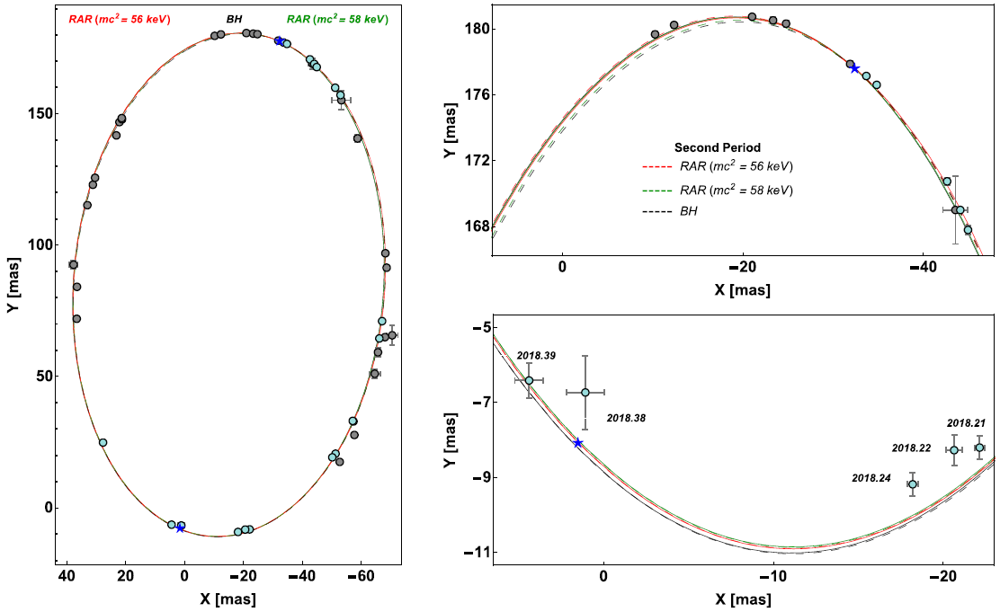 RAR (mc² = 56 keV) BH RAR (mc² = 58 keV)
150
100
50
0
Y [mas]
40 20 0 −20 −40 −60
X [mas]
180
176
172
168
Y [mas]
Second Period
RAR (mc² = 56 keV)
RAR (mc² = 58 keV)
BH
0 −20 −40
X [mas]
−5
−7
−9
−11
Y [mas]
2018.39
2018.38
2018.21
2018.22
2018.24
0 −10 −20
X [mas]